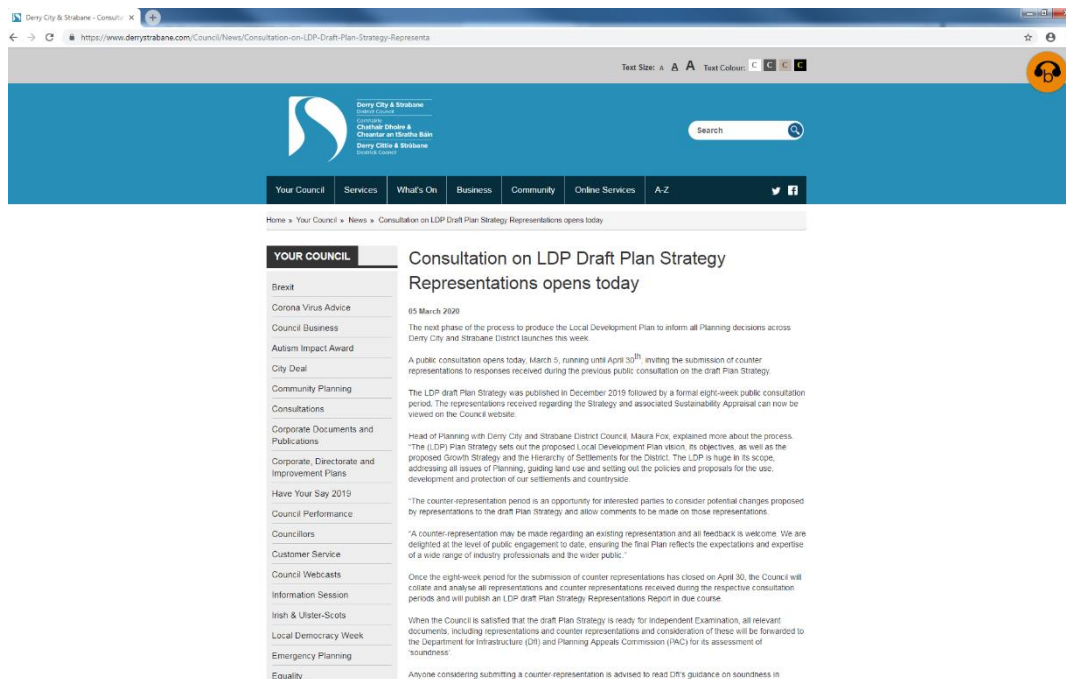 Derry City & Strabane - Consulta
https://www.derrystrabane.com/Council/News/Consultation-on-LDP-Draft-Plan-Strategy-Representa
Text Size: A A A Text Colour: C C C C
Derry City & Strabane
District Council
Comhairle
Chathair Dhoire &
Cheantar an tSratha Báin
Derry Cittie & Stràbane
Destrick Cooncil
Search
Your Council Services What's On Business Community Online Services A-Z
Home » Your Council » News » Consultation on LDP Draft Plan Strategy Representations opens today
YOUR COUNCIL
Brexit
Corona Virus Advice
Council Business
Autism Impact Award
City Deal
Community Planning
Consultations
Corporate Documents and
Publications
Corporate, Directorate and
Improvement Plans
Have Your Say 2019
Council Performance
Councillors
Customer Service
Council Webcasts
Information Session
Irish & Ulster-Scots
Local Democracy Week
Emergency Planning
Equality
Consultation on LDP Draft Plan Strategy
Representations opens today
05 March 2020
The next phase of the process to produce the Local Development Plan to inform all Planning decisions across
Derry City and Strabane District launches this week.
A public consultation opens today, March 5, running until April 30th, inviting the submission of counter
representations to responses received during the previous public consultation on the draft Plan Strategy.
The LDP draft Plan Strategy was published in December 2019 followed by a formal eight-week public consultation
period. The representations received regarding the Strategy and associated Sustainability Appraisal can now be
viewed on the Council website.
Head of Planning with Derry City and Strabane District Council, Maura Fox, explained more about the process.
"The (LDP) Plan Strategy sets out the proposed Local Development Plan vision, its objectives, as well as the
proposed Growth Strategy and the Hierarchy of Settlements for the District. The LDP is huge in its scope,
addressing all issues of Planning, guiding land use and setting out the policies and proposals for the use,
development and protection of our settlements and countryside.
"The counter-representation period is an opportunity for interested parties to consider potential changes proposed
by representations to the draft Plan Strategy and allow comments to be made on those representations.
"A counter-representation may be made regarding an existing representation and all feedback is welcome. We are
delighted at the level of public engagement to date, ensuring the final Plan reflects the expectations and expertise
of a wide range of industry professionals and the wider public."
Once the eight-week period for the submission of counter representations has closed on April 30, the Council will
collate and analyse all representations and counter representations received during the respective consultation
periods and will publish an LDP draft Plan Strategy Representations Report in due course.
When the Council is satisfied that the draft Plan Strategy is ready for Independent Examination, all relevant
documents, including representations and counter representations and consideration of these will be forwarded to
the Department for Infrastructure (DfI) and Planning Appeals Commission (PAC) for its assessment of
'soundness'.
Anyone considering submitting a counter-representation is advised to read DfI's guidance on soundness in